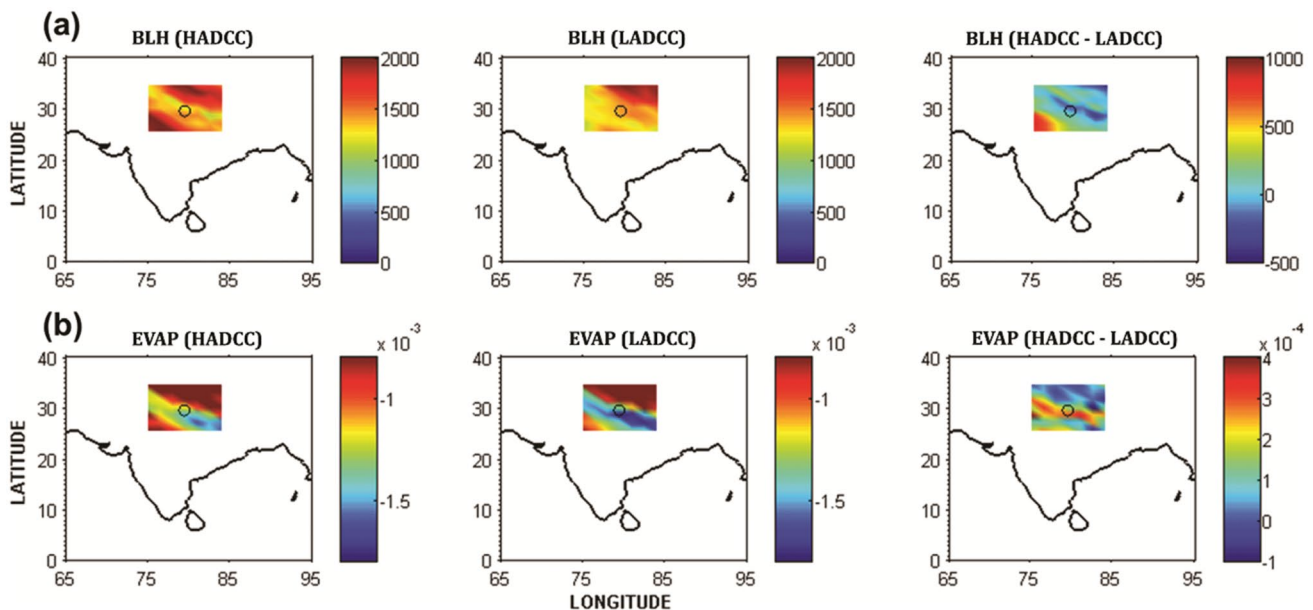 (a)
BLH (HADCC) BLH (LADCC) BLH (HADCC - LADCC)
40 2000 40 2000 40 1000
30 1500 30 1500 30 500
20 1000 20 1000 20
10 500 10 500 10 0
0 0 0 0 0 -500
65 75 85 95 65 75 85 95 65 75 85 95
LATITUDE
(b)
EVAP (HADCC) EVAP (LADCC) EVAP (HADCC - LADCC)
x 10-3 x 10-3 x 10-4
40 40 40 4
30 -1 30 -1 30 3
20 20 20 2
10 -1.5 10 -1.5 10 1
0
0 0 0 -1
65 75 85 95 65 75 85 95 65 75 85 95
LATITUDE
LONGITUDE